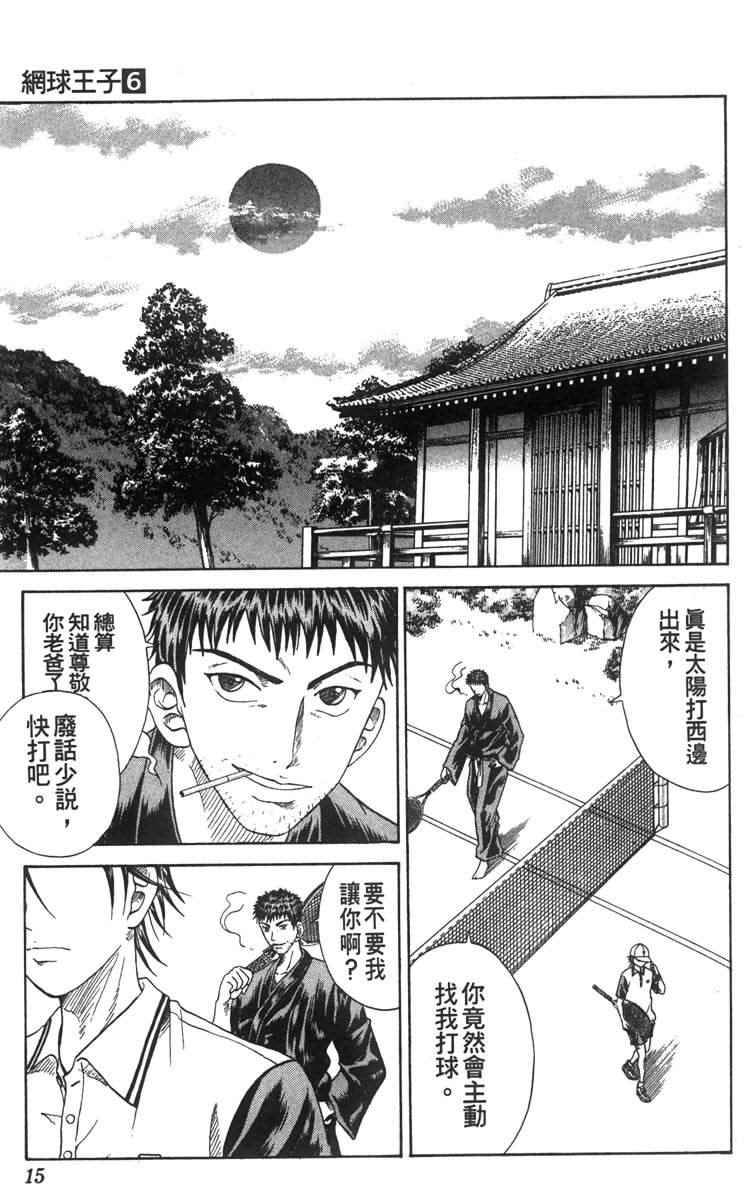 網球王子6
眞是太陽打西邊
出來，
你竟然會主動
找我打球。
總算
知道尊敬
你老爸了
廢話少說，
快打吧。
要不要我
讓你啊？
15